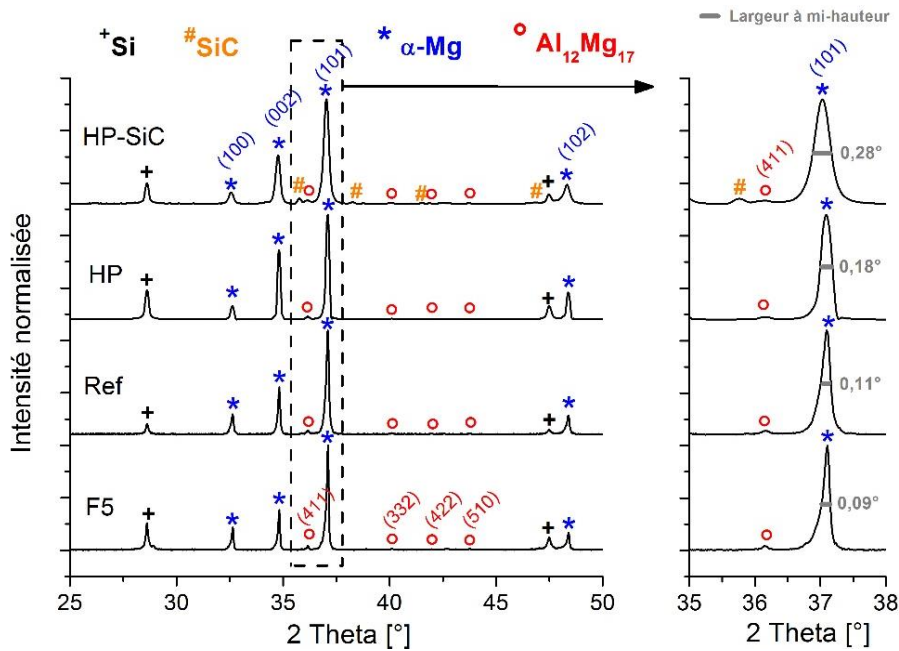 +Si #SiC * α-Mg ° Al12Mg17
Largeur à mi-hauteur
HP-SiC
(100)
(002)
(101)
(102)
HP
Ref
F5
(411)
(332)
(422)
(510)
(101)
(411)
0,28°
0,18°
0,11°
0,09°
Intensité normalisée
25 30 35 40 45 50
2 Theta [°]
35 36 37 38
2 Theta [°]